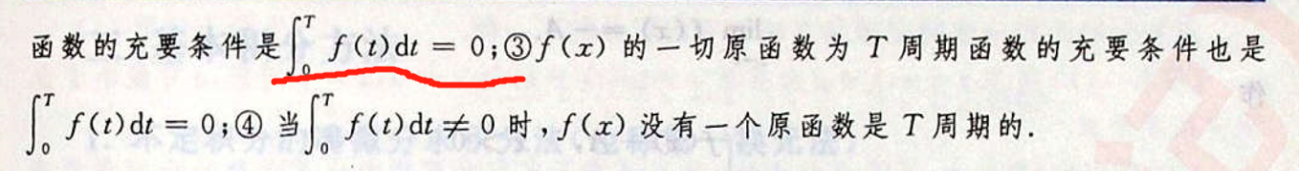 函数的充要条件是∫₀ᵀ f(t)dt = 0;③f(x) 的一切原函数为 T 周期函数的充要条件也是
∫₀ᵀ f(t)dt = 0;④ 当∫₀ᵀ f(t)dt ≠ 0 时,f(x) 没有一个原函数是 T 周期的.